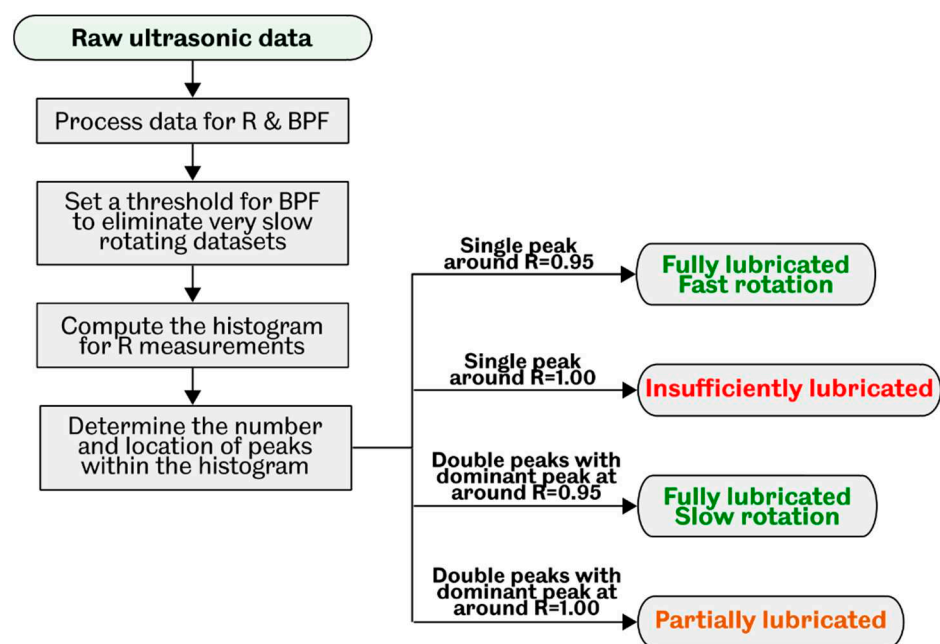 Raw ultrasonic data
Process data for R & BPF
Set a threshold for BPF
to eliminate very slow
rotating datasets
Compute the histogram
for R measurements
Determine the number
and location of peaks
within the histogram
Single peak
around R=0.95
Fully lubricated
Fast rotation
Single peak
around R=1.00
Insufficiently lubricated
Double peaks with
dominant peak at
around R=0.95
Fully lubricated
Slow rotation
Double peaks with
dominant peak at
around R=1.00
Partially lubricated